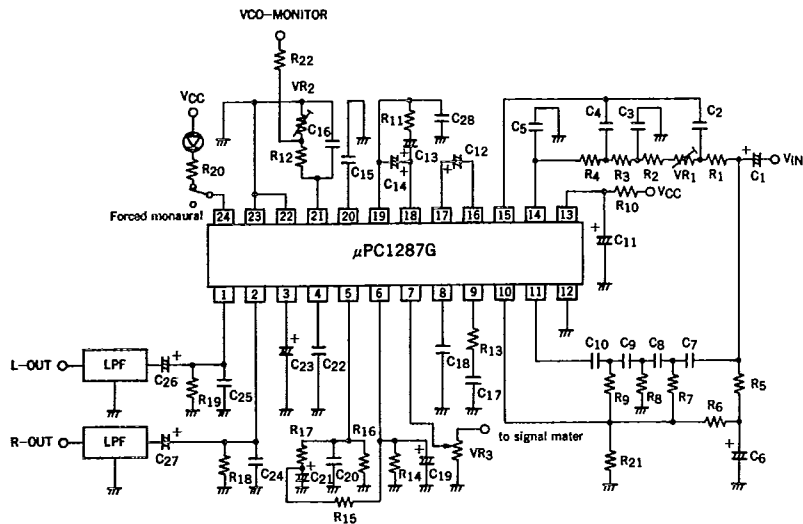 VCO-MONITOR
R22
VR2
VCC
R20
Forced monaural
C16
R12
C15
R11
C28
C13
C14
C12
C5
C4
C3
C2
R4
R3
R2
VR1
R1
C1
VIN
R10
VCC
C11
24 23 22 21 20 19 18 17 16 15 14 13
μPC1287G
1 2 3 4 5 6 7 8 9 10 11 12
L-OUT
LPF
C26
R19
C25
C23
C22
C18
R13
C17
C10
C9
C8
C7
R9
R8
R7
R5
R6
R-OUT
LPF
C27
R18
C24
R17
R16
C21
C20
R14
C19
VR3
to signal mater
R15
R21
C6